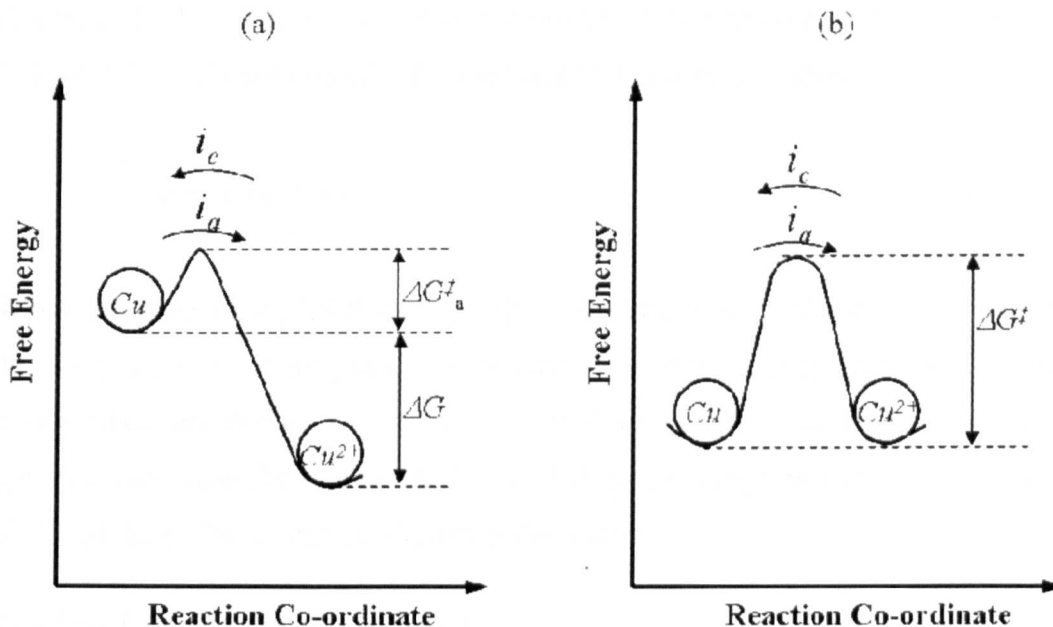 (a)
(b)
Free Energy
i_c
i_a
Cu
Cu²⁺
ΔG‡ₐ
ΔG
Reaction Co-ordinate
Free Energy
i_c
i_a
Cu
Cu²⁺
ΔG‡
Reaction Co-ordinate